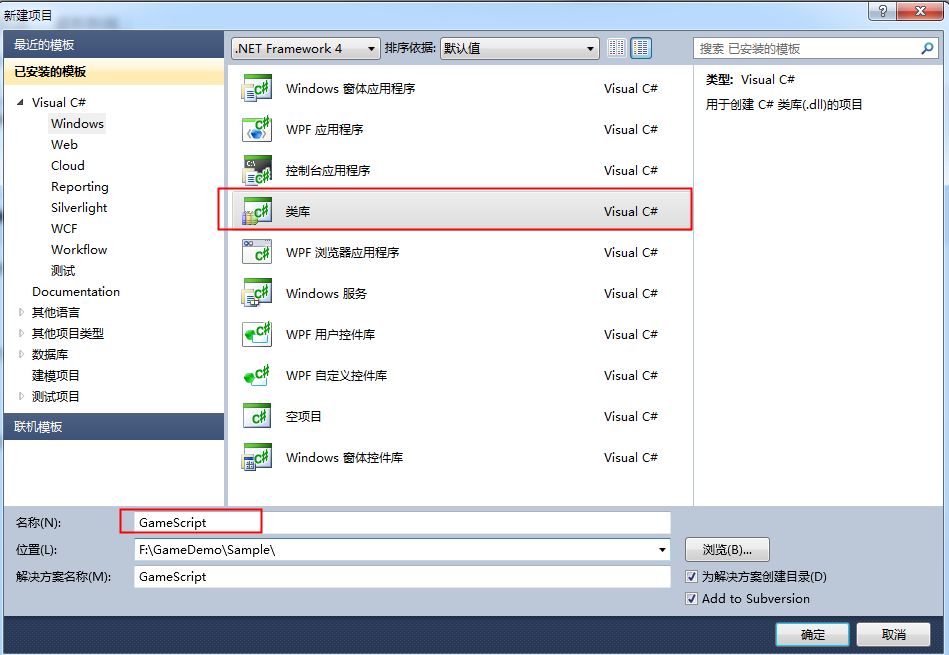 新建项目
最近的模板
.NET Framework 4
排序依据:
默认值
搜索 已安装的模板
已安装的模板
Visual C#
Windows
Web
Cloud
Reporting
Silverlight
WCF
Workflow
测试
Documentation
其他语言
其他项目类型
数据库
建模项目
测试项目
联机模板
Windows 窗体应用程序 Visual C#
WPF 应用程序 Visual C#
控制台应用程序 Visual C#
类库 Visual C#
WPF 浏览器应用程序 Visual C#
Windows 服务 Visual C#
WPF 用户控件库 Visual C#
WPF 自定义控件库 Visual C#
空项目 Visual C#
Windows 窗体控件库 Visual C#
类型: Visual C#
用于创建 C# 类库(.dll)的项目
名称(N): GameScript
位置(L): F:\GameDemo\Sample\
浏览(B)...
解决方案名称(M): GameScript
为解决方案创建目录(D)
Add to Subversion
确定
取消